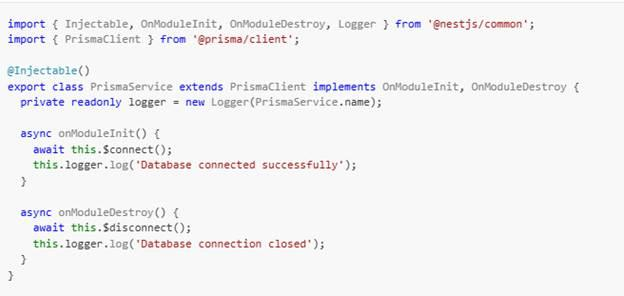 import { Injectable, OnModuleInit, OnModuleDestroy, Logger } from '@nestjs/common';
import { PrismaClient } from '@prisma/client';

@Injectable()
export class PrismaService extends PrismaClient implements OnModuleInit, OnModuleDestroy {
  private readonly logger = new Logger(PrismaService.name);

  async onModuleInit() {
    await this.$connect();
    this.logger.log('Database connected successfully');
  }

  async onModuleDestroy() {
    await this.$disconnect();
    this.logger.log('Database connection closed');
  }
}